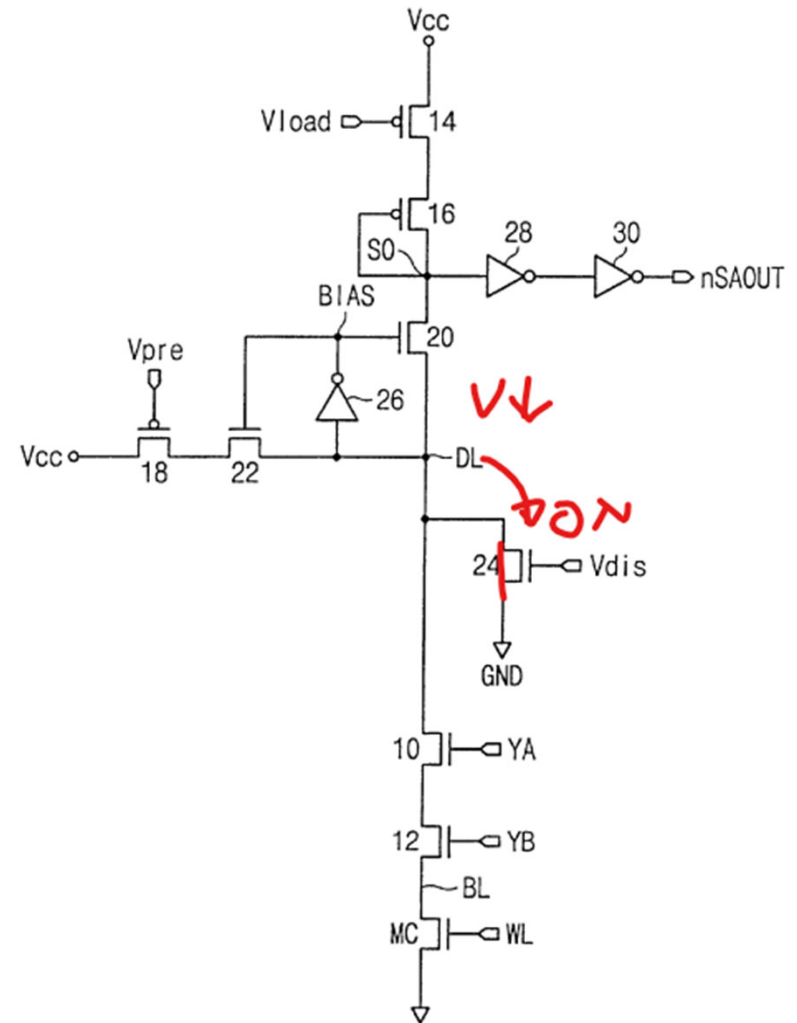 Vcc
Vload
14
16
SO
28
30
nSAOUT
BIAS
20
Vpre
26
V↓
Vcc
18
22
DL
ON
24
Vdis
GND
10
YA
12
YB
BL
MC
WL